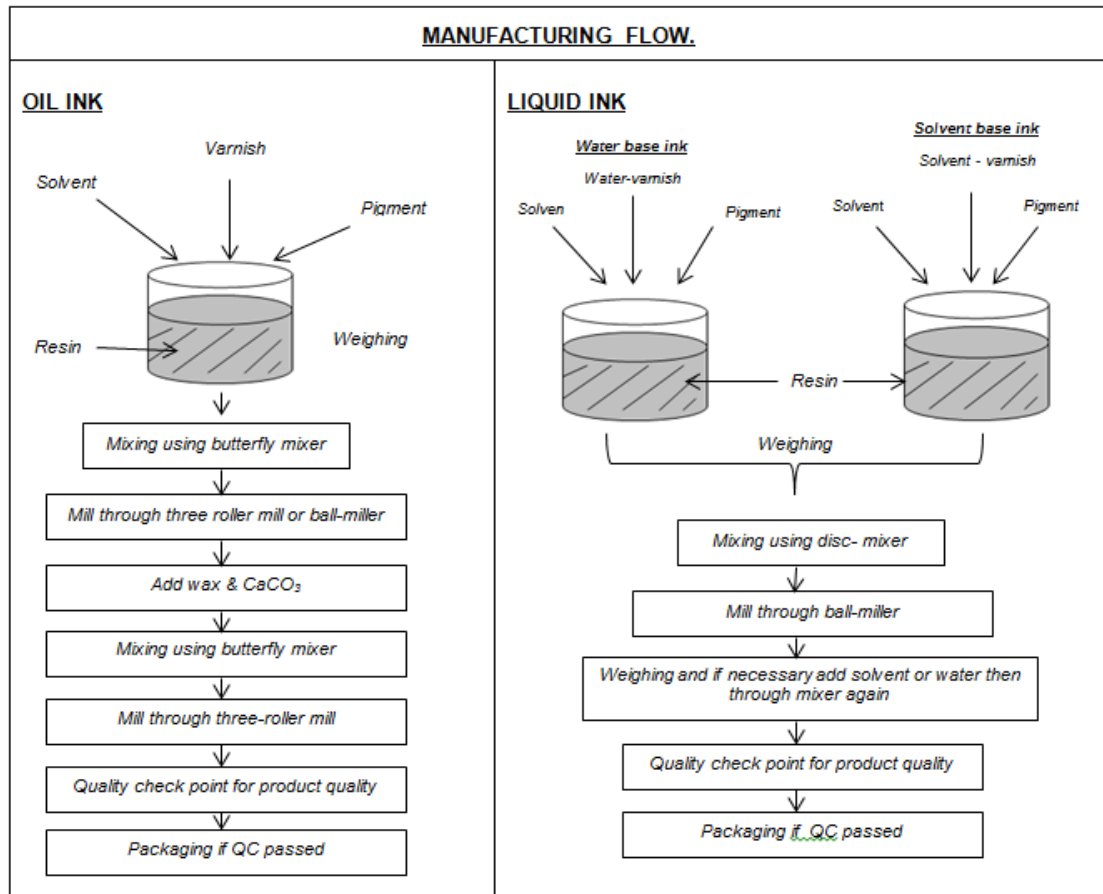 MANUFACTURING FLOW.
OIL INK
Varnish
Solvent
Pigment
Resin
Weighing
Mixing using butterfly mixer
Mill through three roller mill or ball-miller
Add wax & CaCO₃
Mixing using butterfly mixer
Mill through three-roller mill
Quality check point for product quality
Packaging if QC passed
LIQUID INK
Water base ink
Water-varnish
Solven
Pigment
Solvent base ink
Solvent - varnish
Solvent
Pigment
Resin
Weighing
Mixing using disc- mixer
Mill through ball-miller
Weighing and if necessary add solvent or water then
through mixer again
Quality check point for product quality
Packaging if QC passed